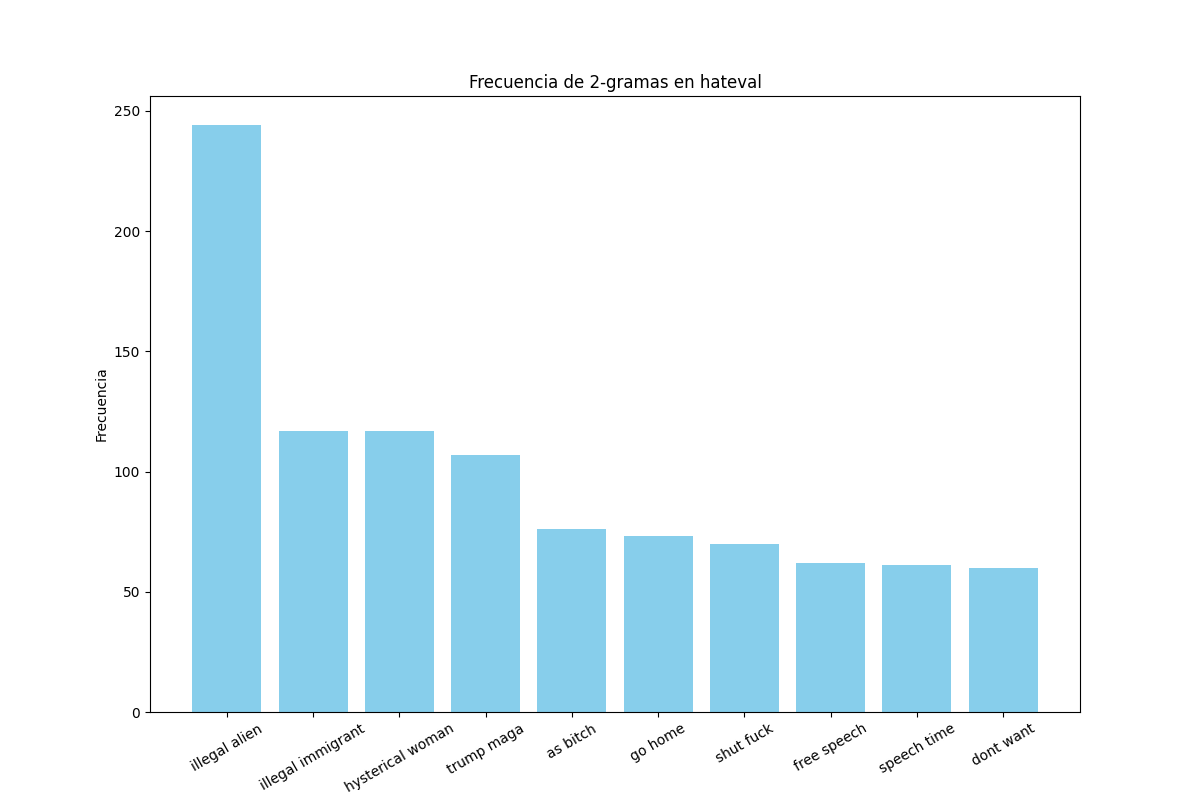 Frecuencia de 2-gramas en hateval
Frecuencia
250
200
150
100
50
0
illegal alien
illegal immigrant
hysterical woman
trump maga
as bitch
go home
shut fuck
free speech
speech time
dont want